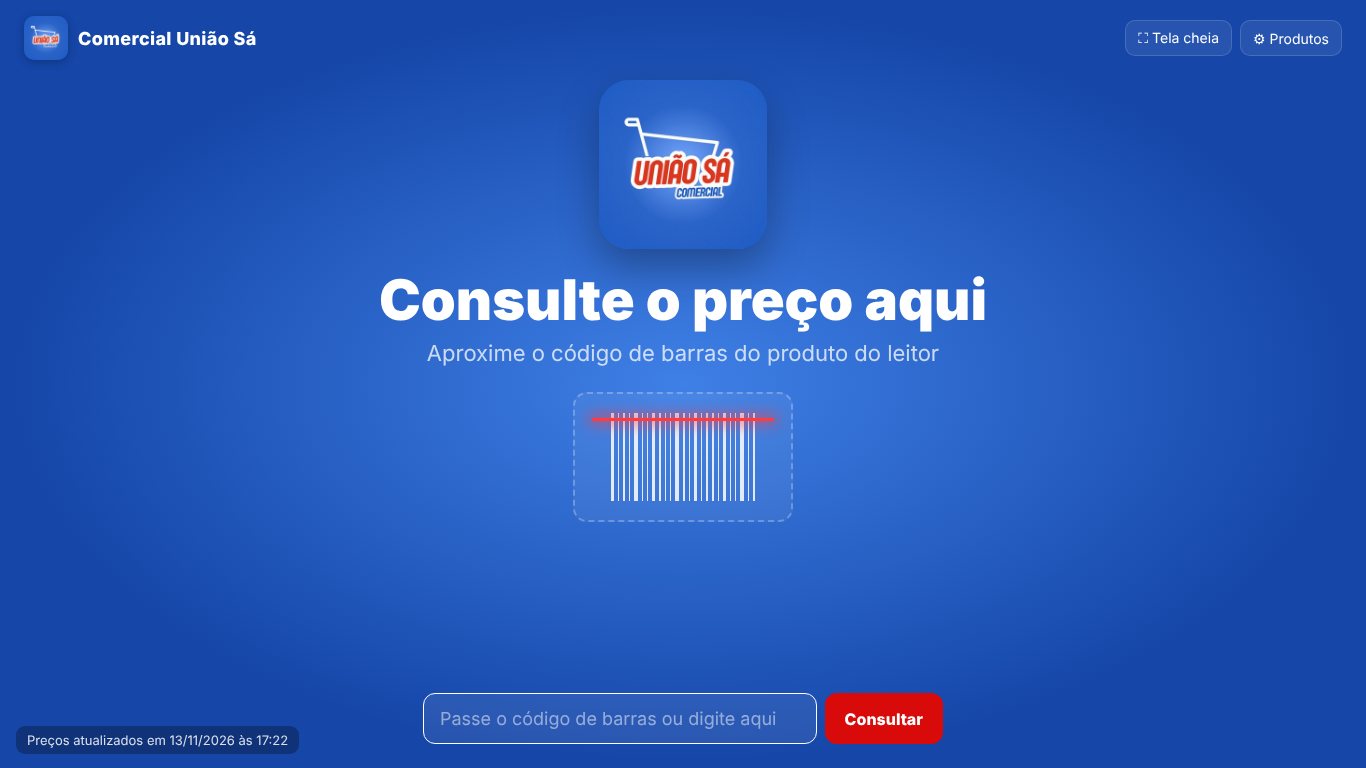 Comercial União Sá
Tela cheia
Produtos
UNIÃO SÁ
COMERCIAL
Consulte o preço aqui
Aproxime o código de barras do produto do leitor
Passe o código de barras ou digite aqui
Consultar
Preços atualizados em 13/11/2026 às 17:22